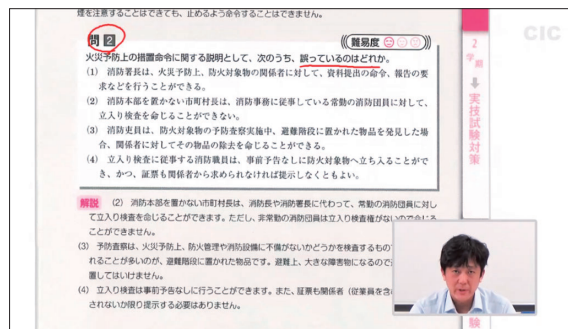 煙を注意することはできても、止めるよう命令することはできません。
問 2
難易度
火災予防上の措置命令に関する説明として、次のうち、誤っているのはどれか。
(1) 消防署長は、火災予防上、防火対象物の関係者に対して、資料提出の命令、報告の要
求などを行うことができる。
(2) 消防本部を置かない市町村長は、消防事務に従事している常勤の消防団員に対して、
立入り検査を命じることができない。
(3) 消防吏員は、防火対象物の予防査察実施中、避難階段に置かれた物品を発見した場
合、関係者に対してその物品の除去を命じることができる。
(4) 立入り検査に従事する消防職員は、事前予告なしに防火対象物へ立ち入ることがで
き、かつ、証票も関係者から求められなければ提示しなくともよい。
解説 (2) 消防本部を置かない市町村長は、消防長や消防署長に代わって、常勤の消防団員に対し
て立入り検査を命じることができます。ただし、非常勤の消防団員は立入り検査権がないので命じる
ことができません。
(3) 予防査察は、火災予防上、防火管理や消防設備に不備がないかどうかを検査するもので
れることが多いのが、避難階段に置かれた物品です。避難上、大きな障害物になるので
置してはいけません。
(4) 立入り検査は事前予告なしに行うことができます。また、証票も関係者（従業員を含
されない限り提示する必要はありません。
2
学期
実技試験対策
験
CIC